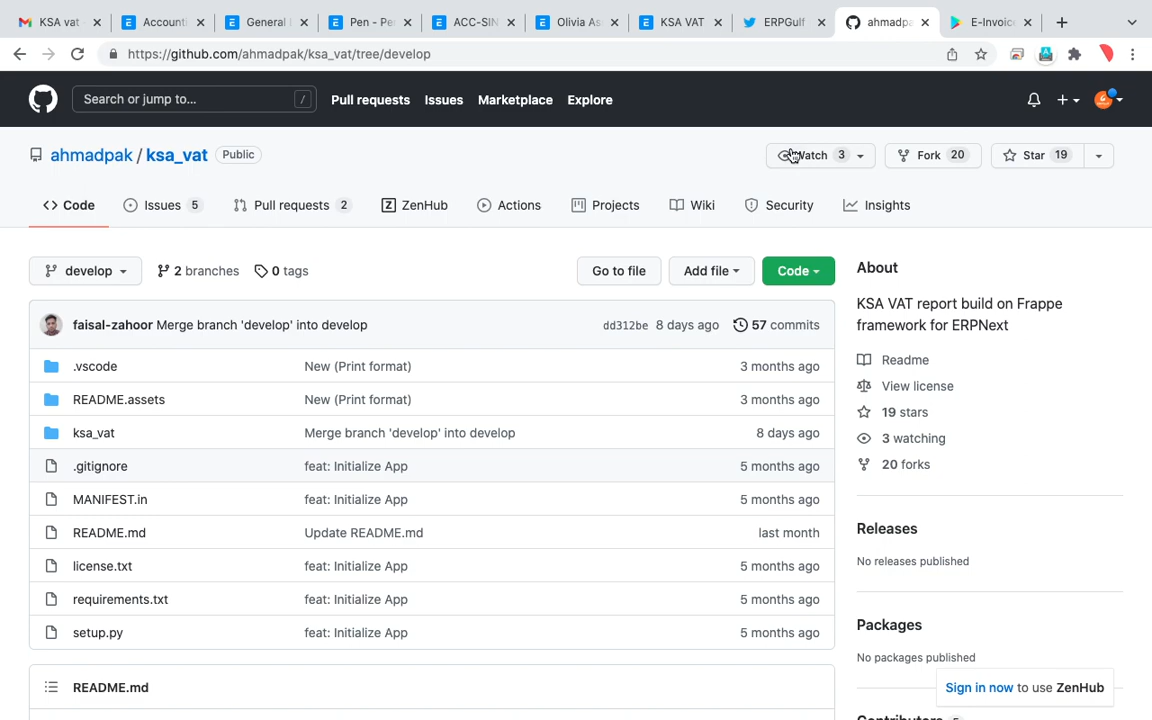 KSA vat
Account
General
Pen - Pe
ACC-SIN
Olivia As
KSA VAT
ERPGulf
ahmadpa
E-Invoic
https://github.com/ahmadpak/ksa_vat/tree/develop
Search or jump to... /
Pull requests
Issues
Marketplace
Explore
ahmadpak / ksa_vat Public
Watch 3
Fork 20
Star 19
Code
Issues 5
Pull requests 2
ZenHub
Actions
Projects
Wiki
Security
Insights
develop
2 branches
0 tags
Go to file
Add file
Code
faisal-zahoor Merge branch 'develop' into develop dd312be 8 days ago 57 commits
.vscode New (Print format) 3 months ago
README.assets New (Print format) 3 months ago
ksa_vat Merge branch 'develop' into develop 8 days ago
.gitignore feat: Initialize App 5 months ago
MANIFEST.in feat: Initialize App 5 months ago
README.md Update README.md last month
license.txt feat: Initialize App 5 months ago
requirements.txt feat: Initialize App 5 months ago
setup.py feat: Initialize App 5 months ago
README.md
About
KSA VAT report build on Frappe
framework for ERPNext
Readme
View license
19 stars
3 watching
20 forks
Releases
No releases published
Packages
No packages published
Sign in now to use ZenHub
Contributors 5